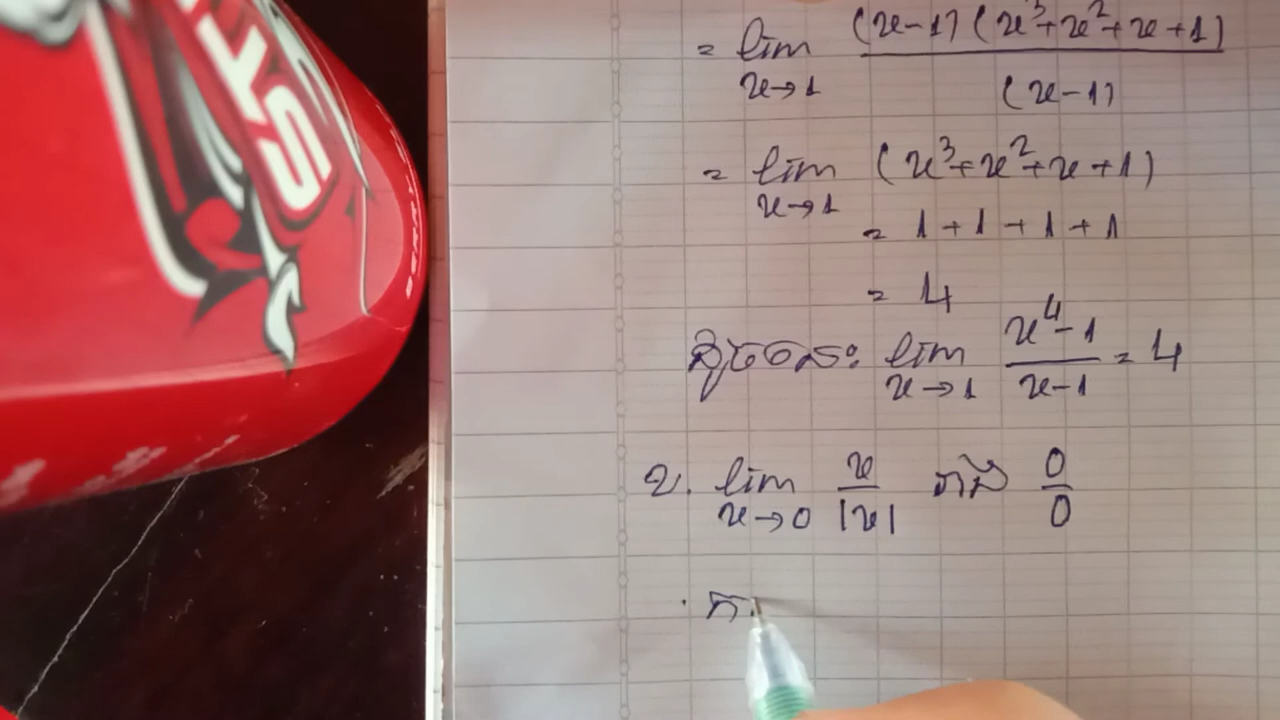 = lim x→1 (x-1)(x³+x²+x+1) / (x-1)
= lim x→1 (x³+x²+x+1)
= 1+1+1+1
= 4
ដូចនេះ lim x→1 x⁴-1 / x-1 = 4
2. lim x→0 x / |x| រាង 0/0